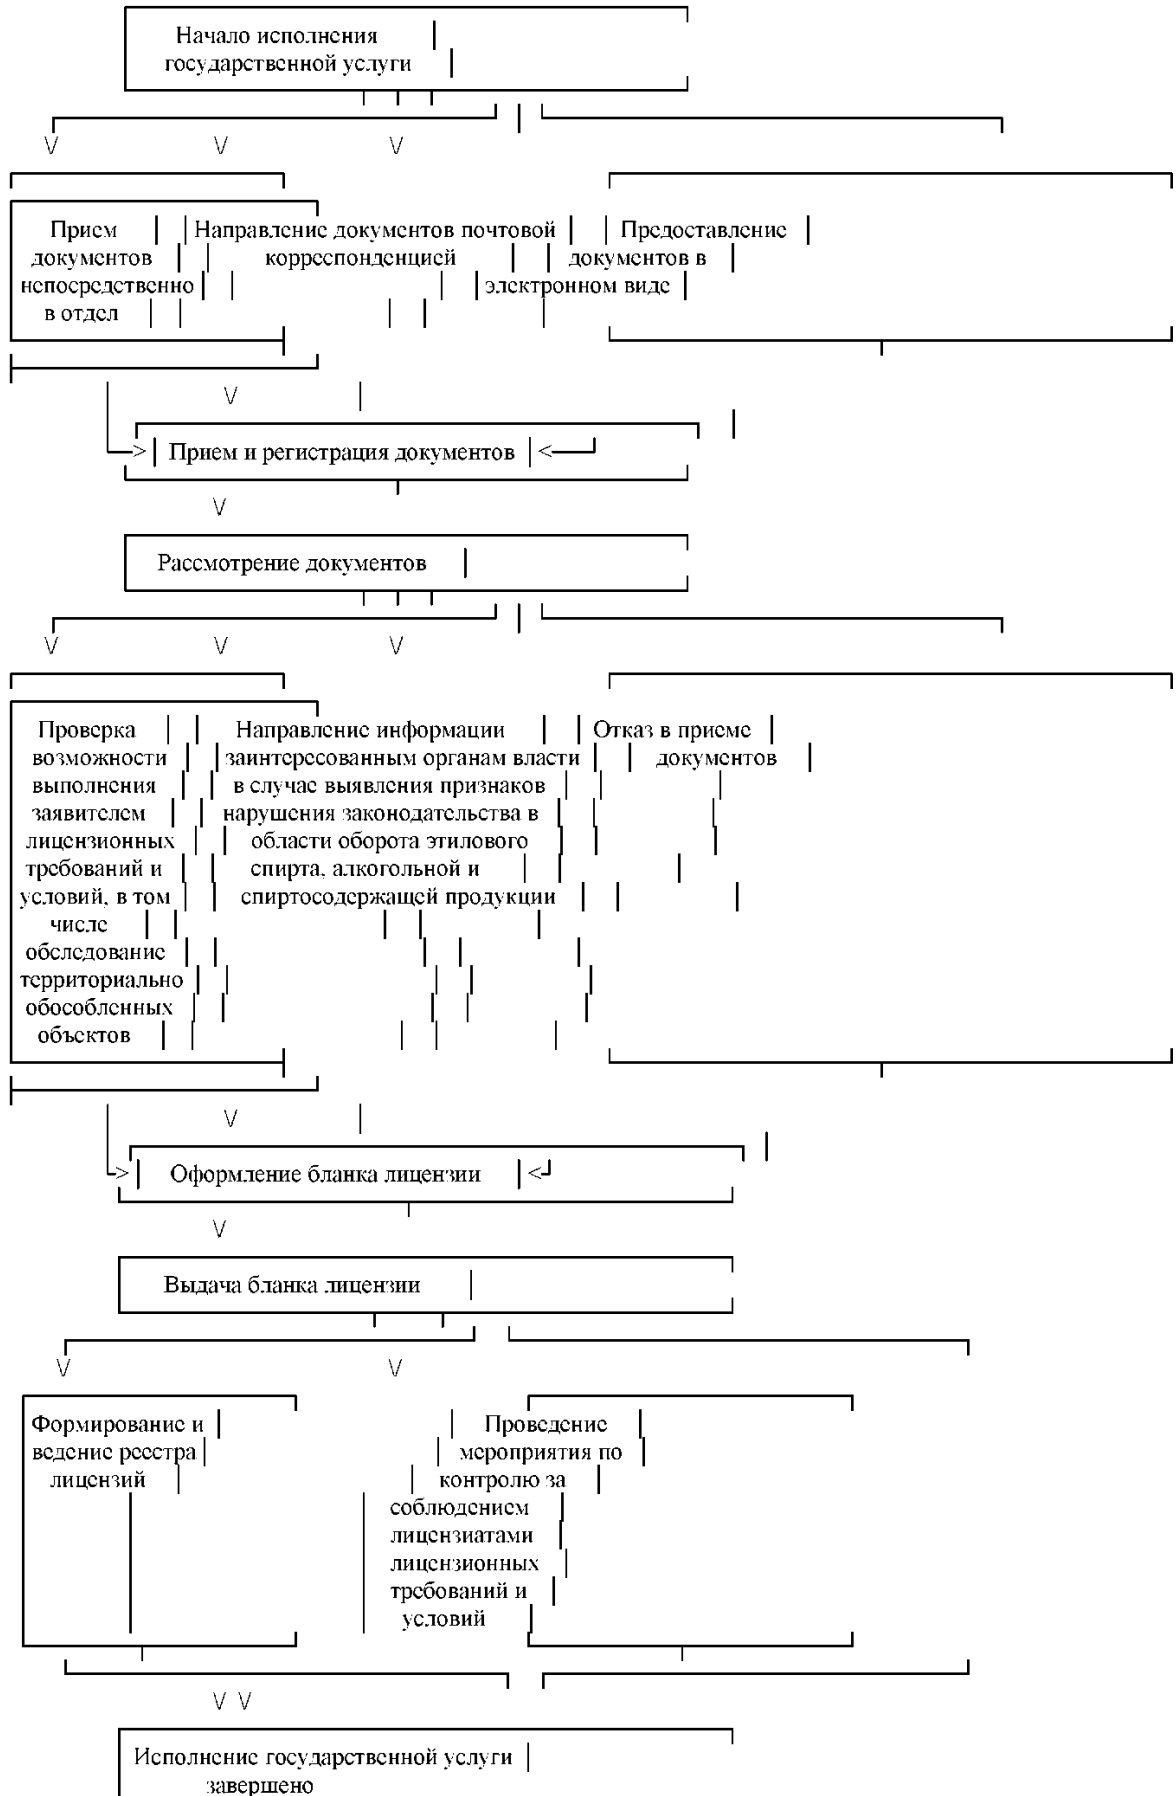 Начало исполнения
государственной услуги
Прием
документов
непосредственно
в отдел
Направление документов почтовой
корреспонденцией
Предоставление
документов в
электронном виде
Прием и регистрация документов
Рассмотрение документов
Проверка
возможности
выполнения
заявителем
лицензионных
требований и
условий, в том
числе
обследование
территориально
обособленных
объектов
Направление информации
заинтересованным органам власти
в случае выявления признаков
нарушения законодательства в
области оборота этилового
спирта, алкогольной и
спиртосодержащей продукции
Отказ в приеме
документов
Оформление бланка лицензии
Выдача бланка лицензии
Формирование и
ведение реестра
лицензий
Проведение
мероприятия по
контролю за
соблюдением
лицензиатами
лицензионных
требований и
условий
Исполнение государственной услуги
завершено